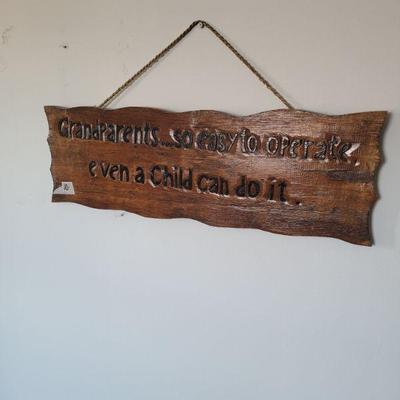 Grandparents...so easy to operate,
even a Child can do it.